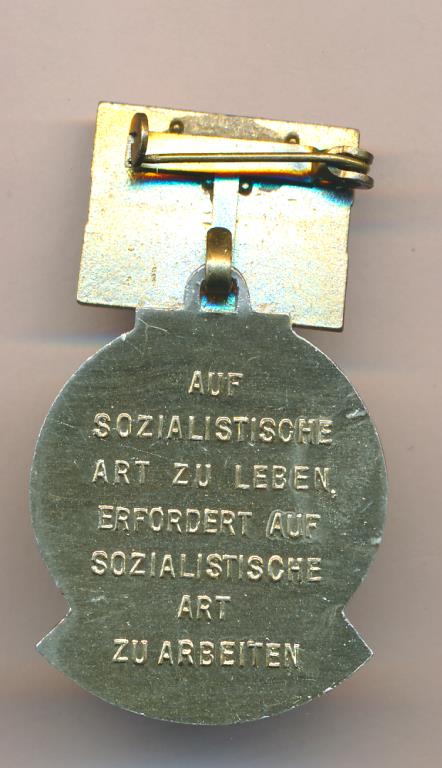 AUF
SOZIALISTISCHE
ART ZU LEBEN,
ERFORDERT AUF
SOZIALISTISCHE
ART
ZU ARBEITEN